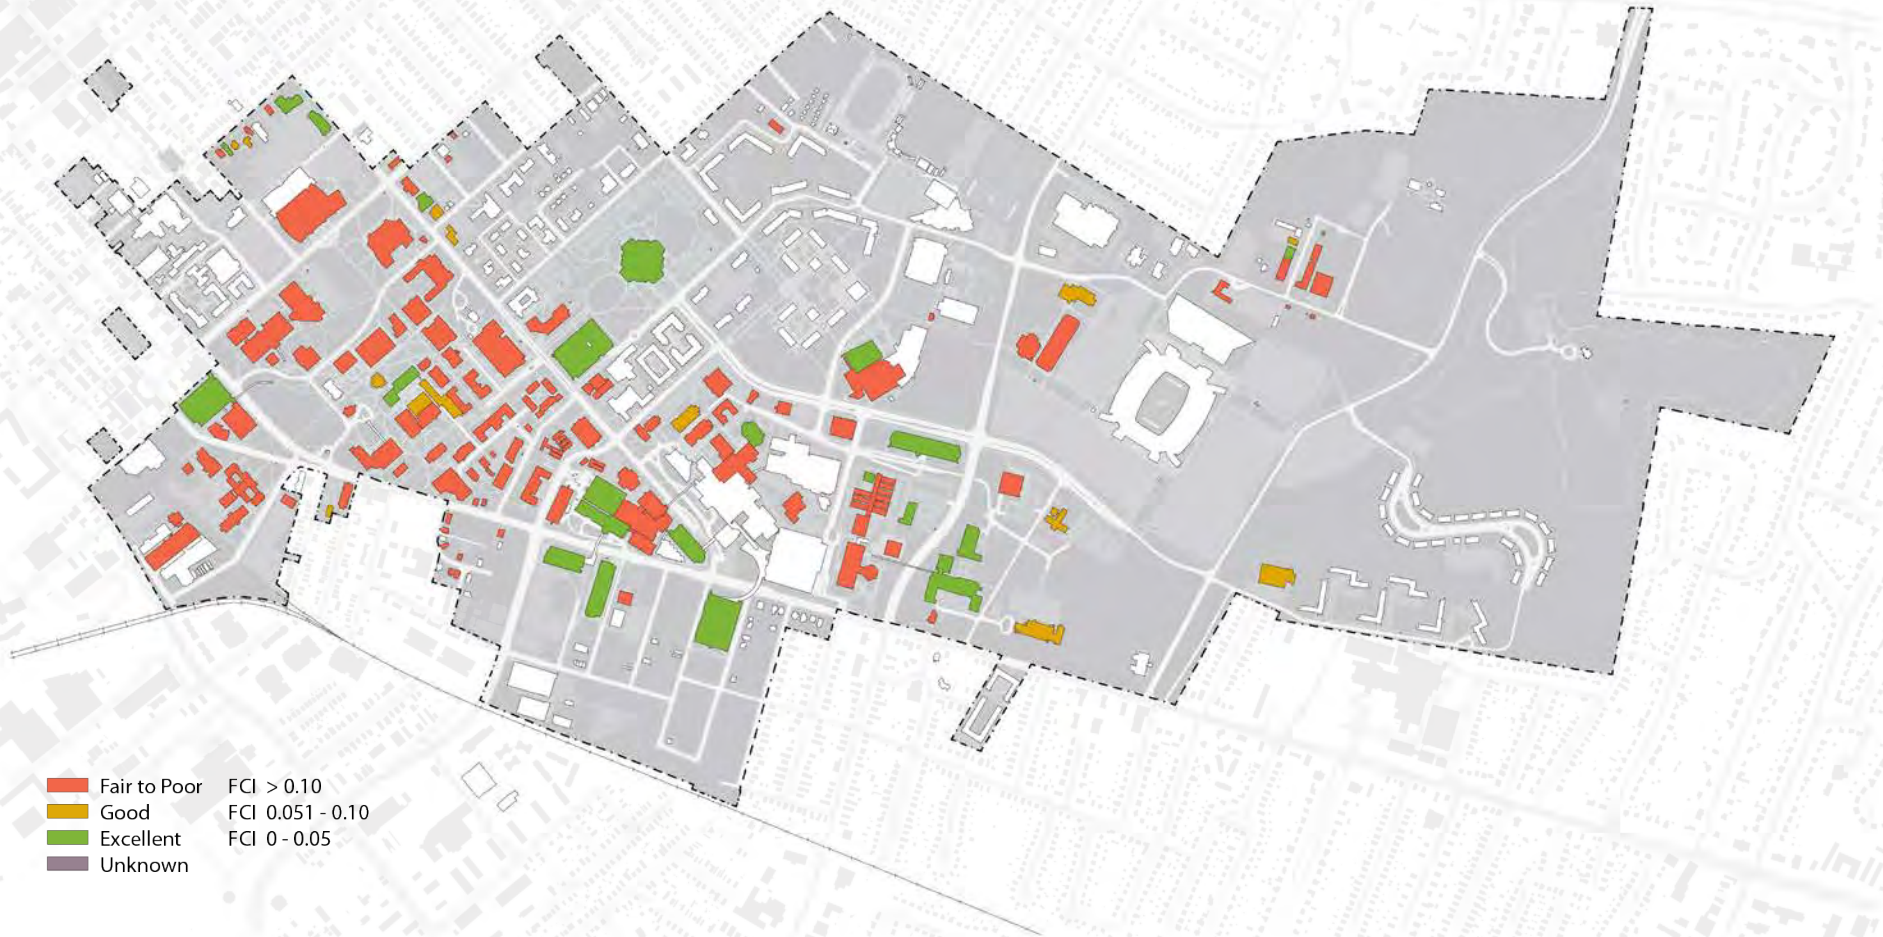 Fair to Poor FCI > 0.10
Good FCI 0.051 - 0.10
Excellent FCI 0 - 0.05
Unknown